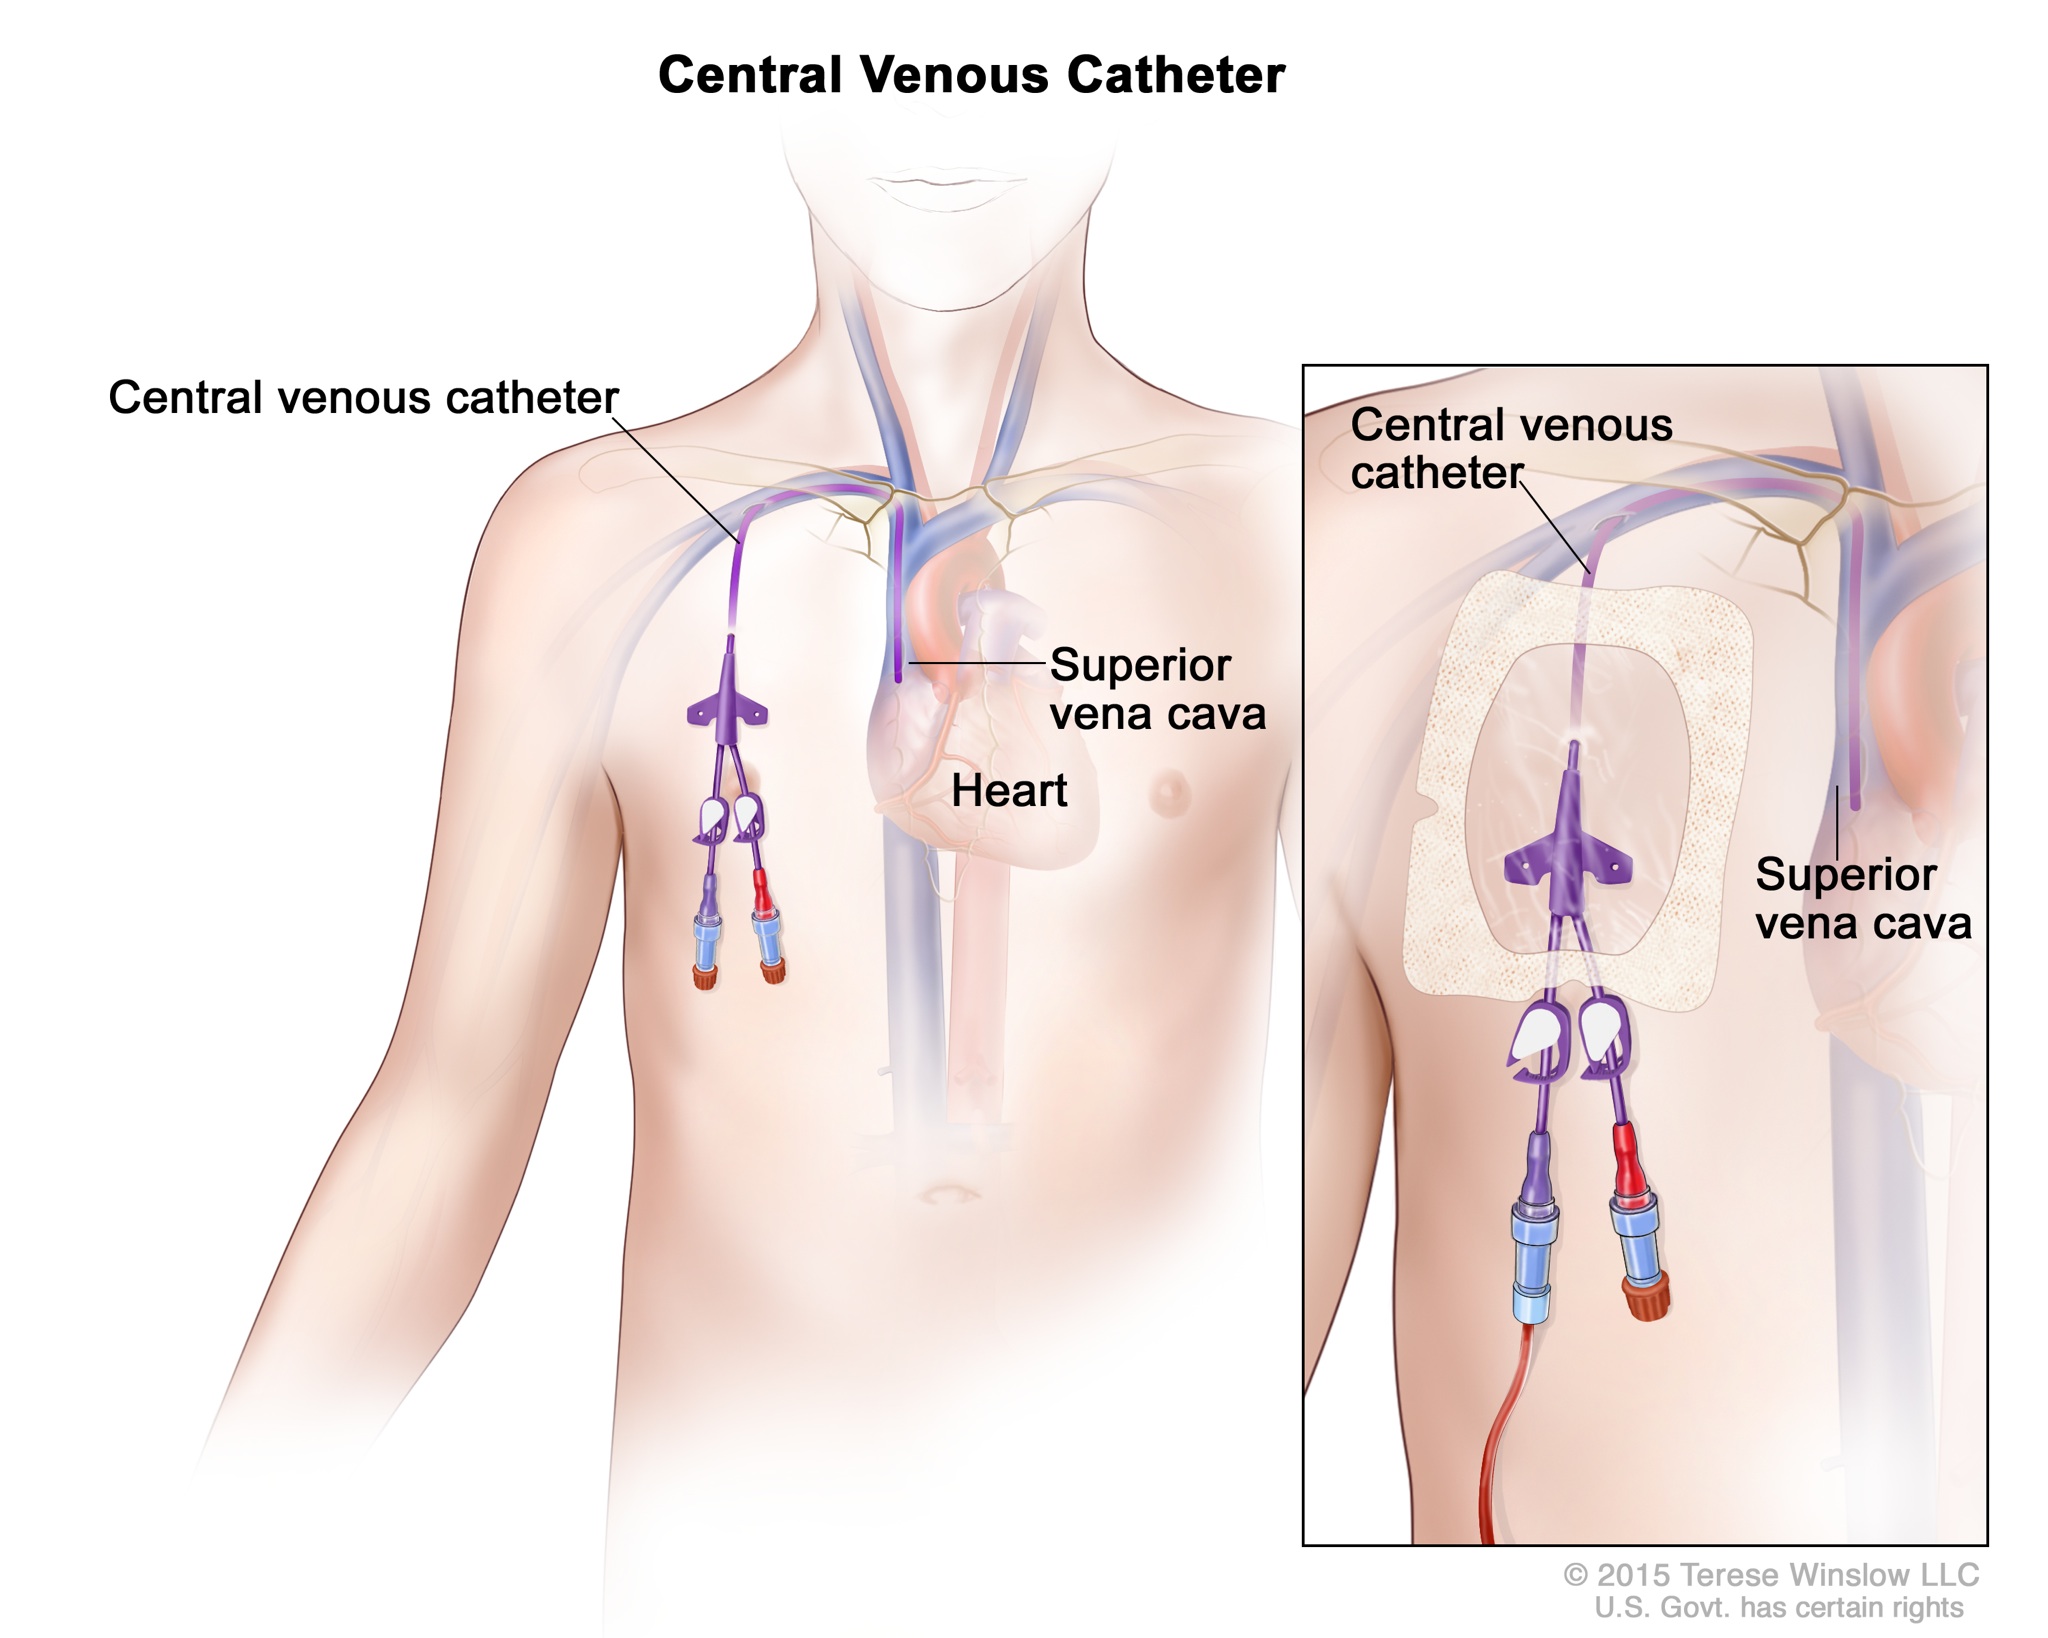 Central Venous Catheter
Central venous catheter
Superior
vena cava
Heart
Central venous
catheter
Superior
vena cava
© 2015 Terese Winslow LLC
U.S. Govt. has certain rights